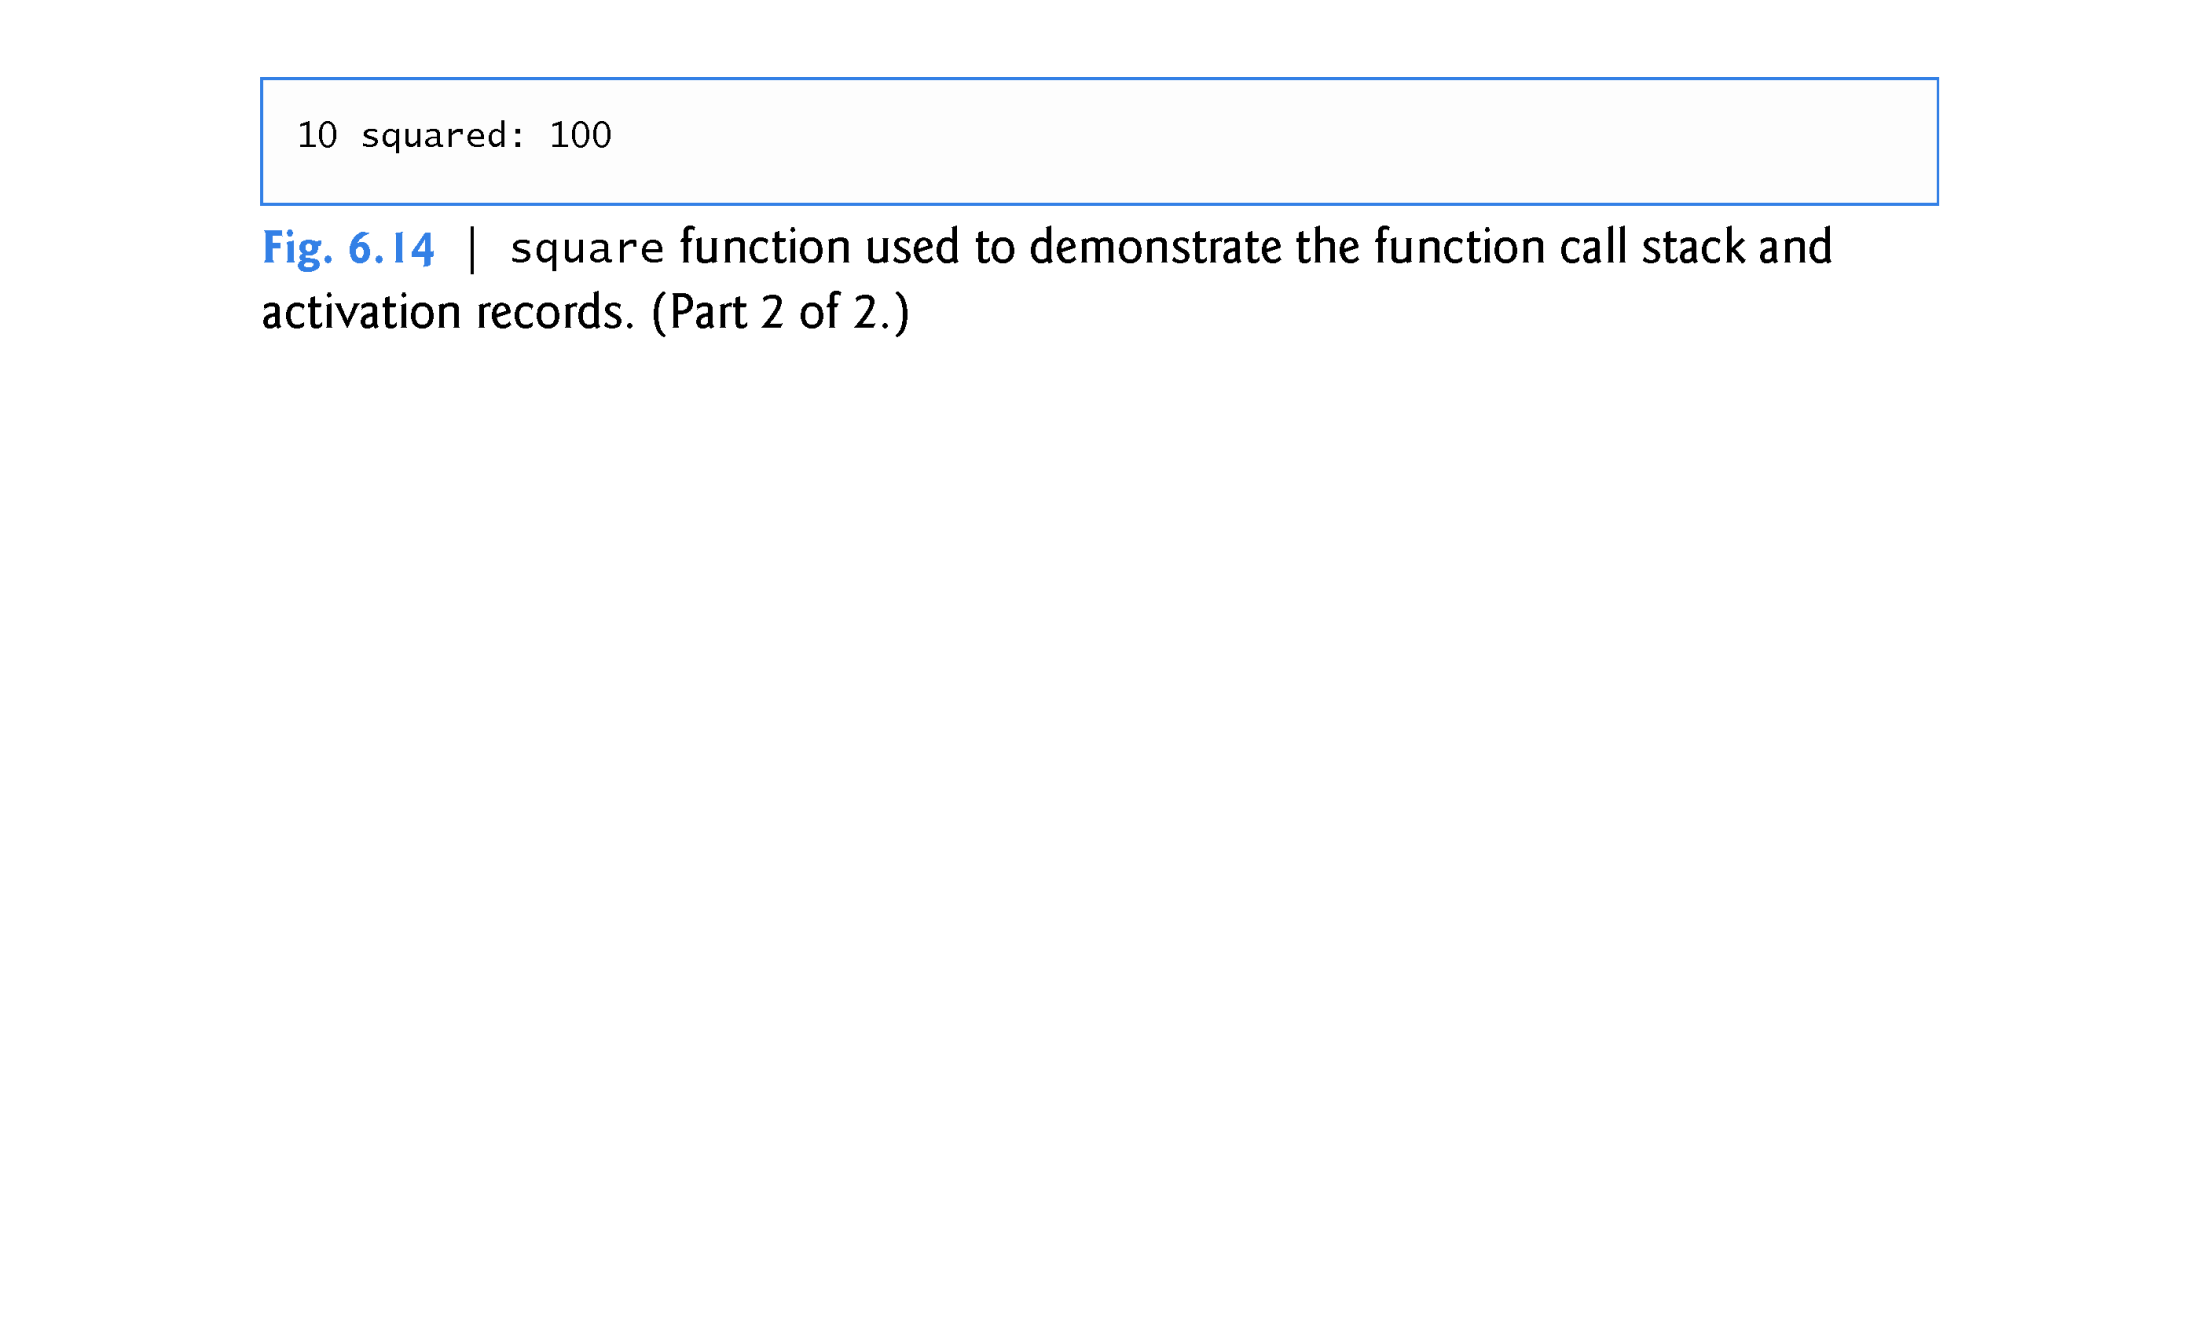 10 squared: 100
Fig. 6.14 | square function used to demonstrate the function call stack and
activation records. (Part 2 of 2.)